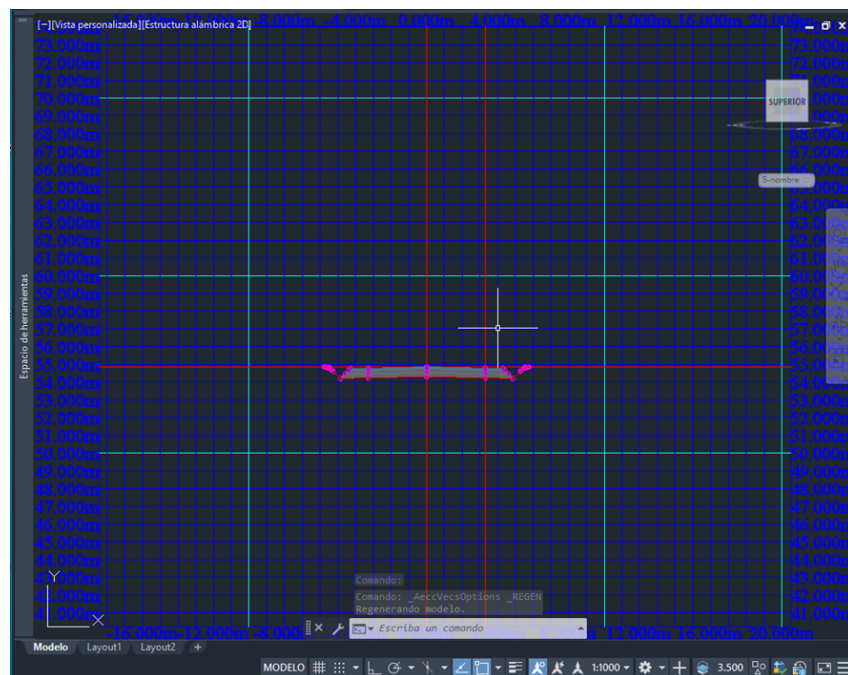 [−][Vista personalizada][Estructura alámbrica 2D]
-4.000m 0.000m 4.000m 8.000m 12.000m 16.000m 20.000m
73.000m
72.000m
71.000m
70.000m
69.000m
68.000m
67.000m
66.000m
65.000m
64.000m
63.000m
62.000m
61.000m
60.000m
59.000m
58.000m
57.000m
56.000m
55.000m
54.000m
53.000m
52.000m
51.000m
50.000m
49.000m
48.000m
47.000m
46.000m
45.000m
44.000m
43.000m
42.000m
41.000m
SUPERIOR
S-nombre
Espacio de herramientas
Y
X
Comando:
Comando: _AeccVecsOptions _REGEN
Regenerando modelo.
Escriba un comando
-16.000m
-12.000m
-8.000m
16.000m 20.000m
Modelo Layout1 Layout2 +
MODELO 1:1000 3.500